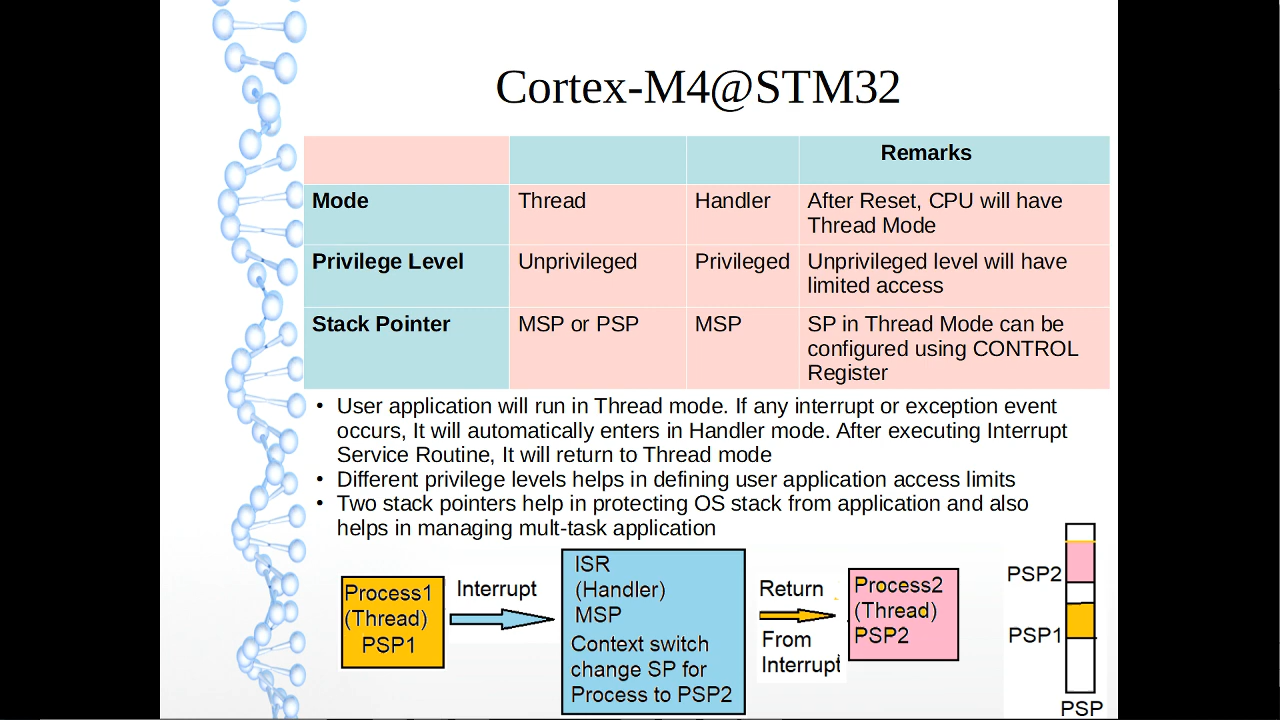 Cortex-M4@STM32
Remarks
Mode
Thread
Handler
After Reset, CPU will have
Thread Mode
Privilege Level
Unprivileged
Privileged
Unprivileged level will have
limited access
Stack Pointer
MSP or PSP
MSP
SP in Thread Mode can be
configured using CONTROL
Register
• User application will run in Thread mode. If any interrupt or exception event
occurs, It will automatically enters in Handler mode. After executing Interrupt
Service Routine, It will return to Thread mode
• Different privilege levels helps in defining user application access limits
• Two stack pointers help in protecting OS stack from application and also
helps in managing mult-task application
Process1
(Thread)
PSP1
Interrupt
ISR
(Handler)
MSP
Context switch
change SP for
Process to PSP2
Return
From
Interrupt
Process2
(Thread)
PSP2
PSP2
PSP1
PSP